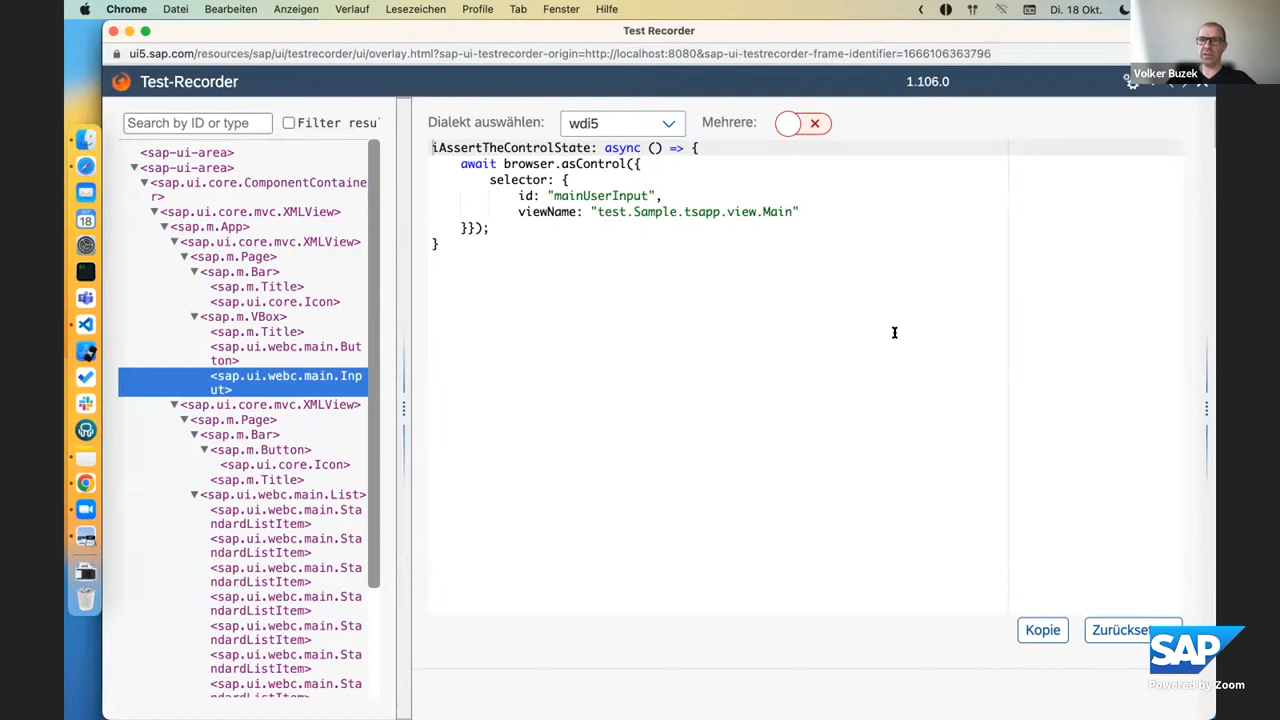 Chrome Datei Bearbeiten Anzeigen Verlauf Lesezeichen Profile Tab Fenster Hilfe Di. 18 Okt.
Test Recorder
ui5.sap.com/resources/sap/ui/testrecorder/ui/overlay.html?sap-ui-testrecorder-origin=http://localhost:8080&sap-ui-testrecorder-frame-identifier=1666106363796
Volker Buzek
Test-Recorder 1.106.0
Search by ID or type Filter resu
Dialekt auswählen: wdi5 Mehrere:
<sap-ui-area>
<sap-ui-area>
<sap.ui.core.ComponentContaine
r>
<sap.ui.core.mvc.XMLView>
<sap.m.App>
<sap.ui.core.mvc.XMLView>
<sap.m.Page>
<sap.m.Bar>
<sap.m.Title>
<sap.ui.core.Icon>
<sap.m.VBox>
<sap.m.Title>
<sap.ui.webc.main.But
ton>
<sap.ui.webc.main.Inp
ut>
<sap.ui.core.mvc.XMLView>
<sap.m.Page>
<sap.m.Bar>
<sap.m.Button>
<sap.ui.core.Icon>
<sap.m.Title>
<sap.ui.webc.main.List>
<sap.ui.webc.main.Sta
ndardListItem>
<sap.ui.webc.main.Sta
ndardListItem>
<sap.ui.webc.main.Sta
ndardListItem>
<sap.ui.webc.main.Sta
ndardListItem>
<sap.ui.webc.main.Sta
ndardListItem>
<sap.ui.webc.main.Sta
ndardListItem>
<sap.ui.webc.main.Sta
iAssertTheControlState: async () => {
await browser.asControl({
selector: {
id: "mainUserInput",
viewName: "test.Sample.tsapp.view.Main"
}});
}
Kopie Zurückse
SAP
Powered by Zoom
18